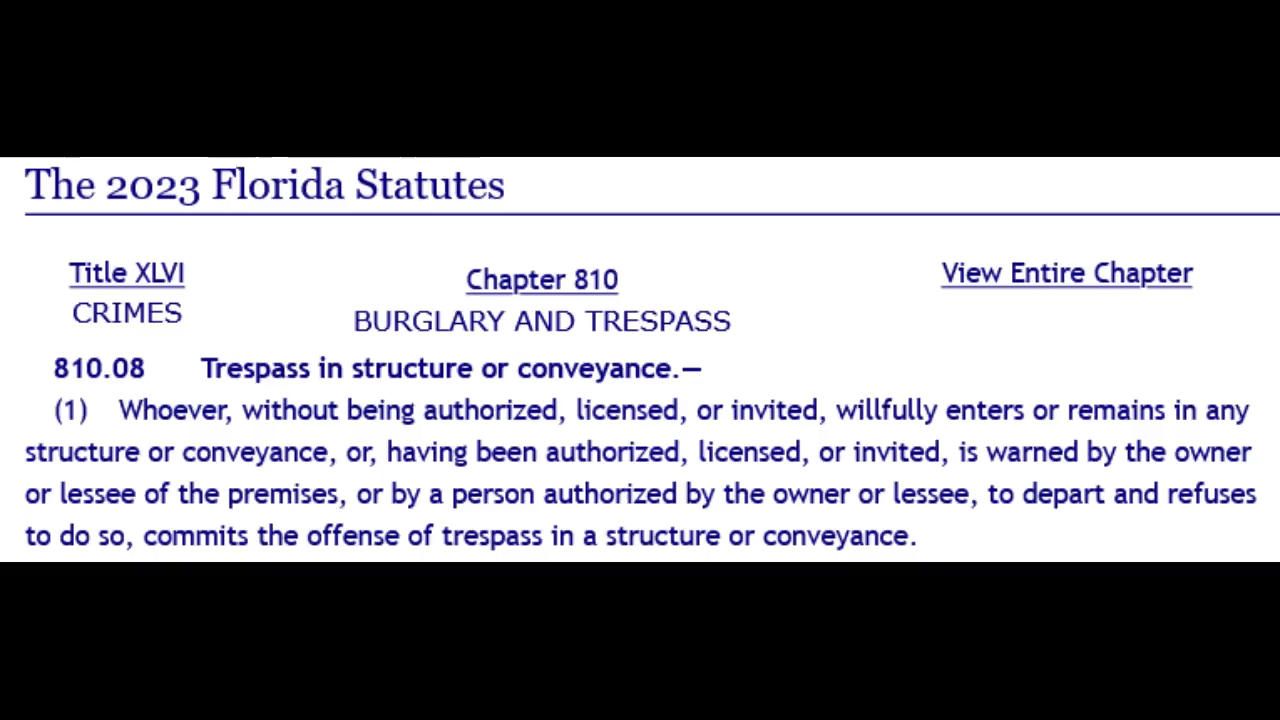 The 2023 Florida Statutes
Title XLVI
CRIMES
Chapter 810
BURGLARY AND TRESPASS
View Entire Chapter
810.08 Trespass in structure or conveyance.—
(1) Whoever, without being authorized, licensed, or invited, willfully enters or remains in any
structure or conveyance, or, having been authorized, licensed, or invited, is warned by the owner
or lessee of the premises, or by a person authorized by the owner or lessee, to depart and refuses
to do so, commits the offense of trespass in a structure or conveyance.